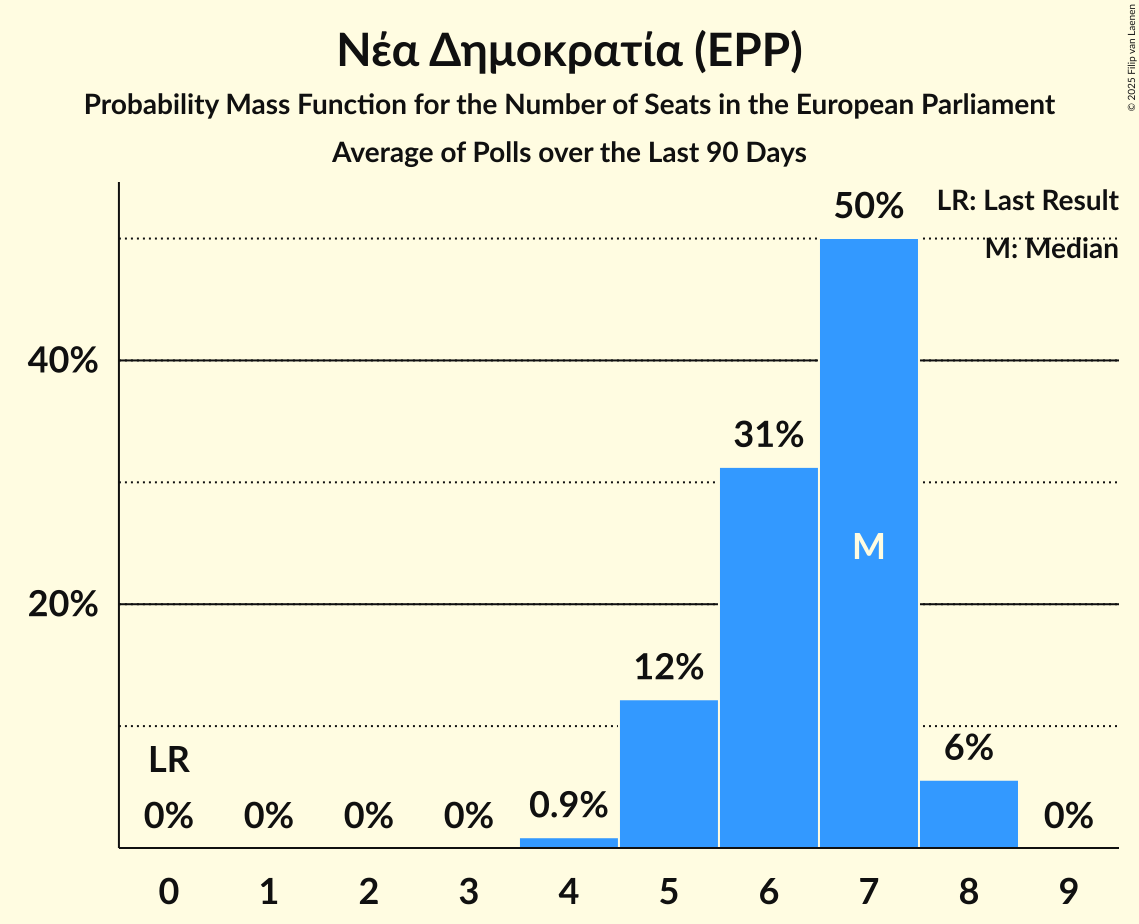 Νέα Δημοκρατία (EPP)
Probability Mass Function for the Number of Seats in the European Parliament
Average of Polls over the Last 90 Days
© 2025 Filip van Laenen
LR: Last Result
M: Median
50%
40%
31%
M
20%
12%
LR
6%
0% 0% 0% 0% 0.9% 0%
0 1 2 3 4 5 6 7 8 9